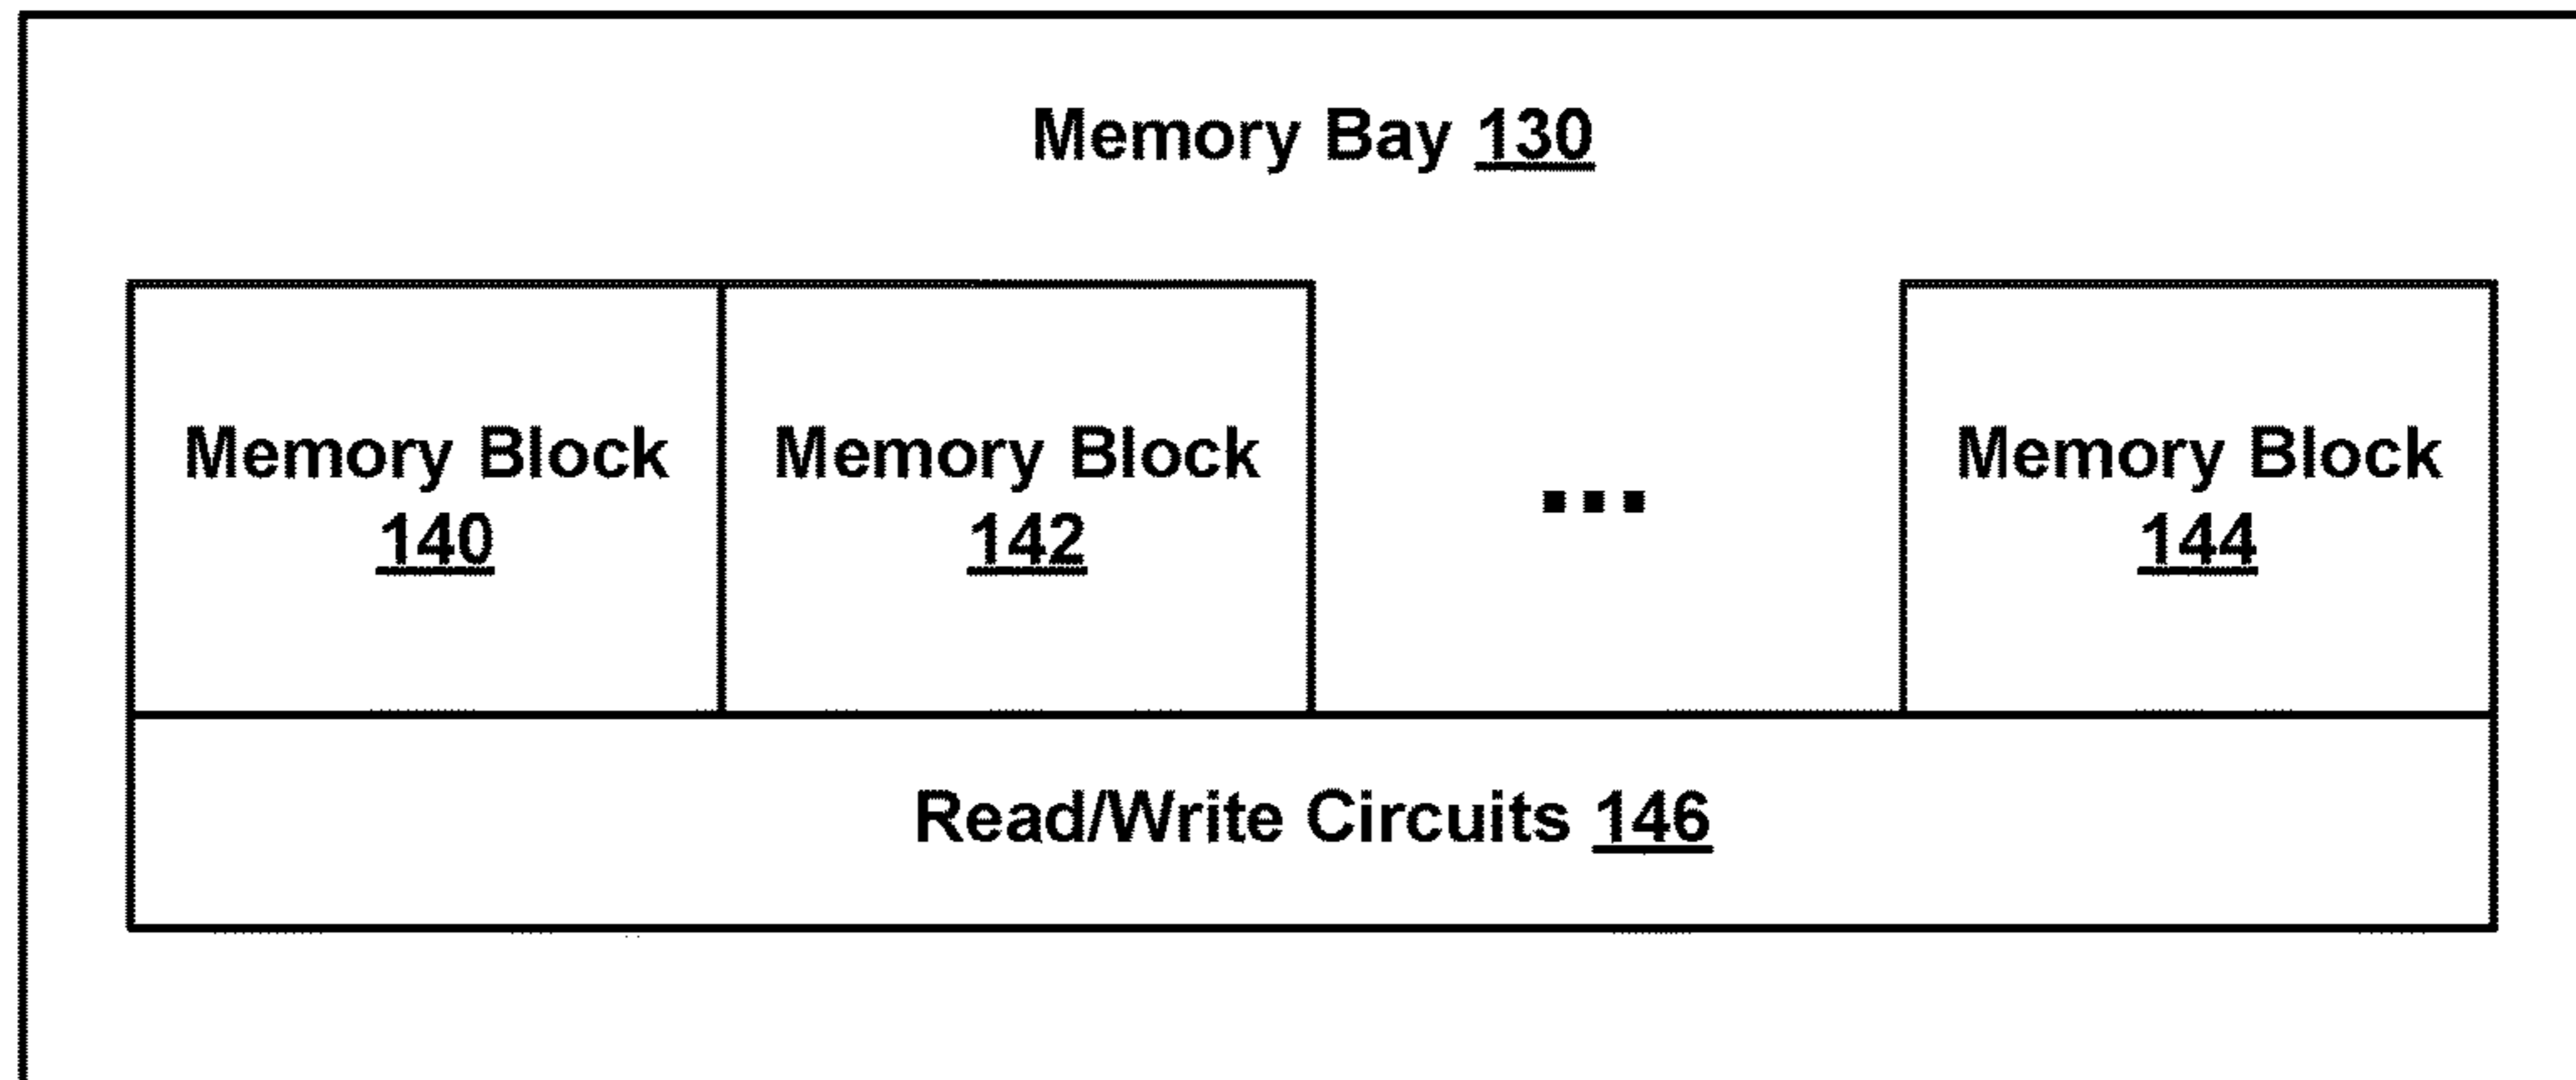 Memory Bay 130
Memory Block
140
Memory Block
142
...
Memory Block
144
Read/Write Circuits 146